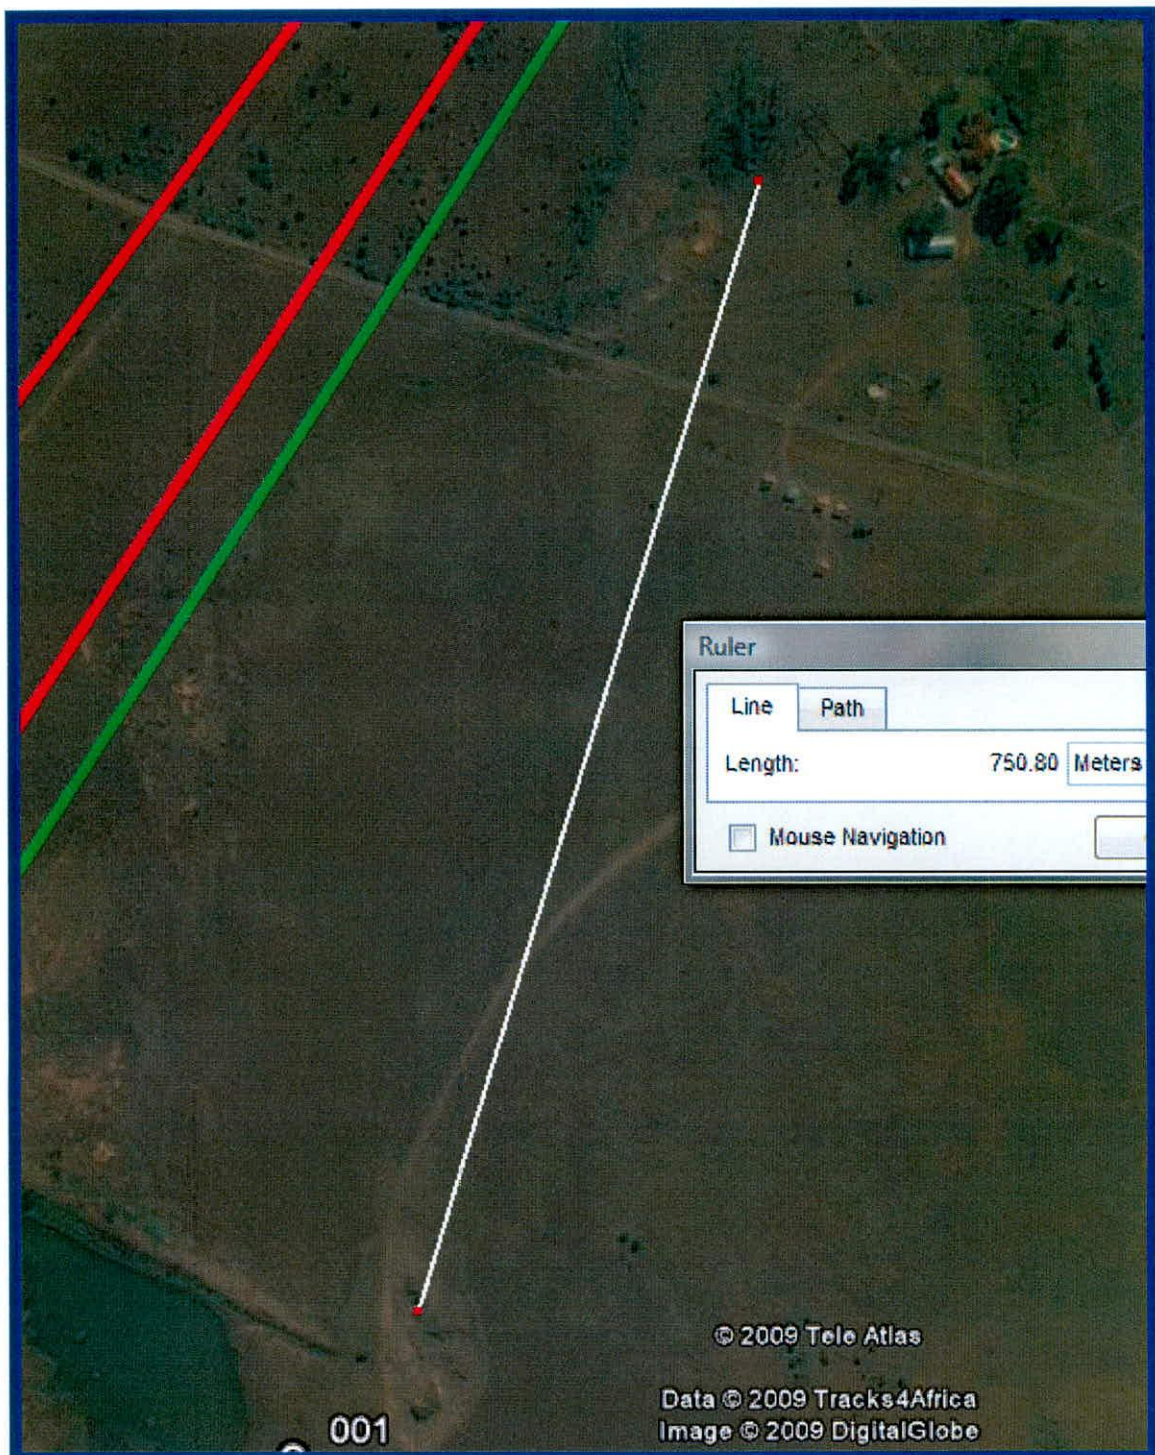 Ruler
Line Path
Length: 750.80 Meters
Mouse Navigation
© 2009 Tele Atlas
Data © 2009 Tracks4Africa
Image © 2009 DigitalGlobe
001